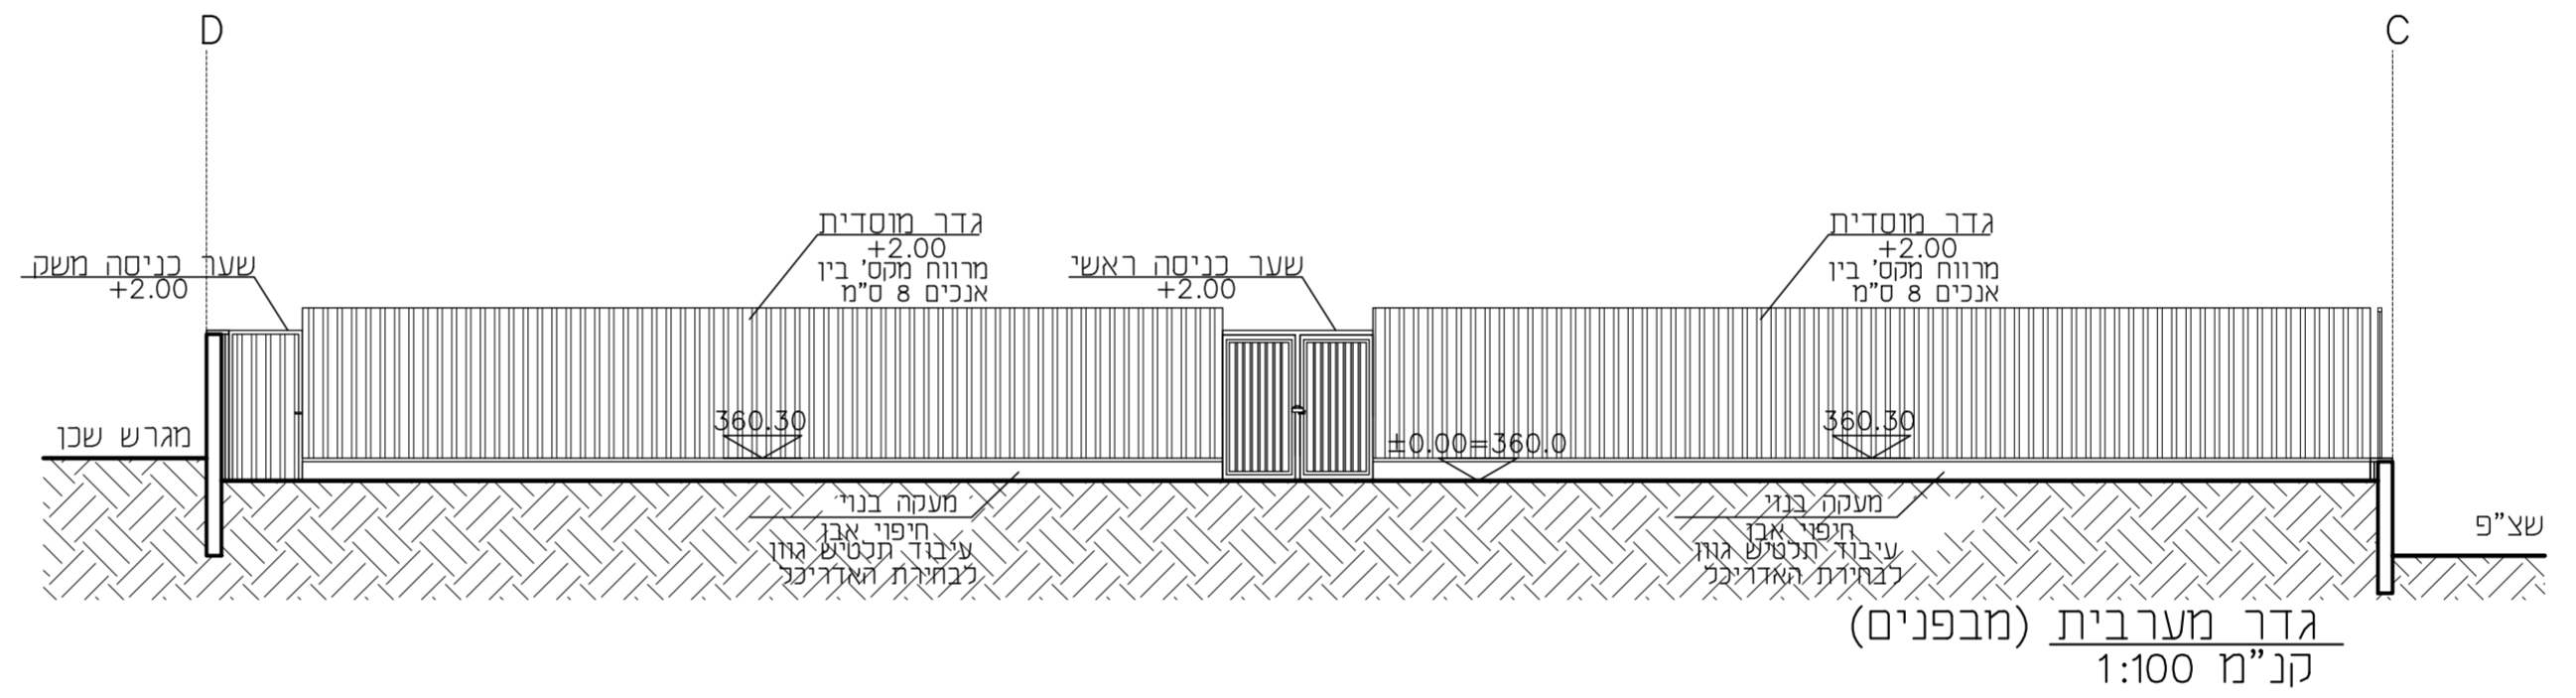 D
C
גדר מוסדית
+2.00
מרווח מקס' בין
אנכים 8 ס"מ
גדר מוסדית
+2.00
מרווח מקס' בין
אנכים 8 ס"מ
שער כניסה משק
+2.00
שער כניסה ראשי
+2.00
360.30
360.30
±0.00=360.0
מגרש שכן
מעקה בנוי
חיפוי אבן
עיבוד תלטיש גוון
לבחירת האדריכל
מעקה בנוי
חיפוי אבן
עיבוד תלטיש גוון
לבחירת האדריכל
שצ"פ
גדר מערבית (מבפנים)
קנ"מ 1:100